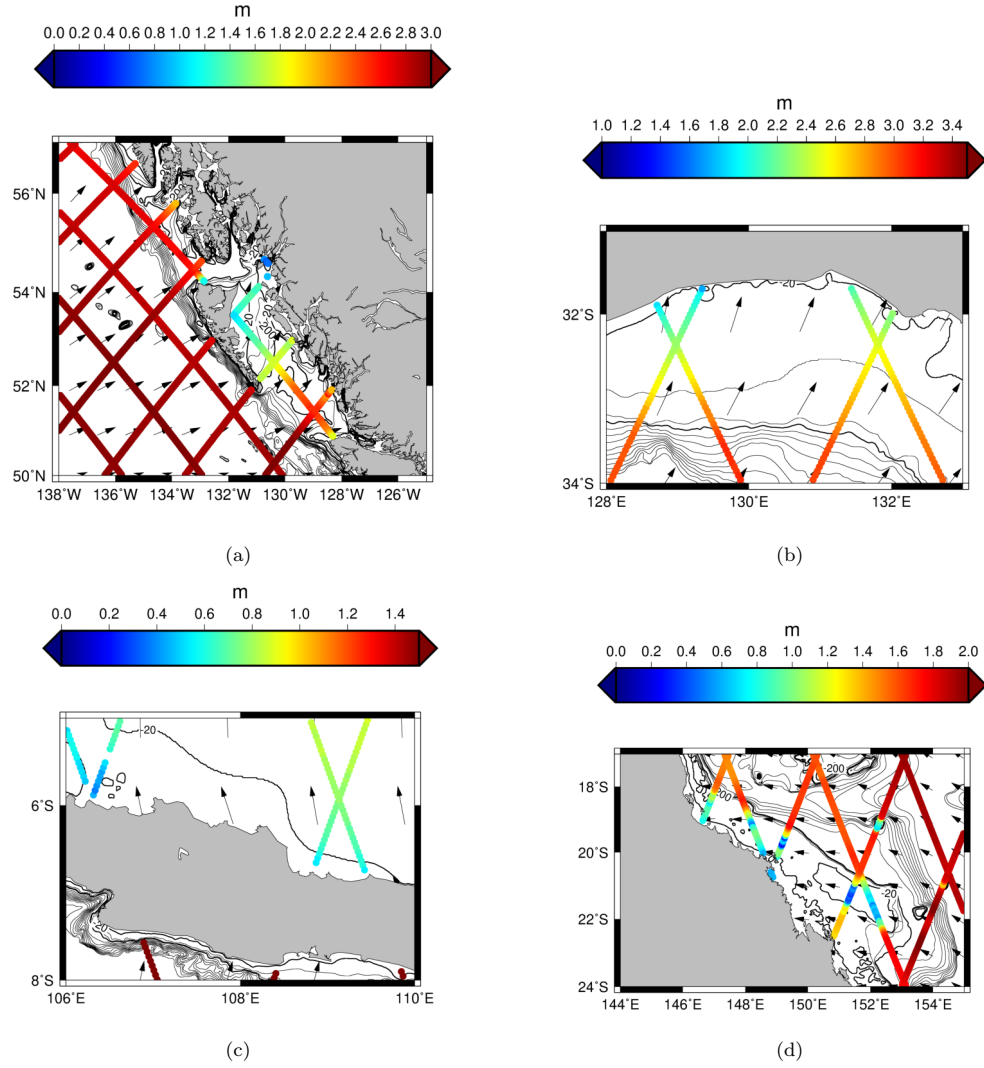 m
0.0 0.2 0.4 0.6 0.8 1.0 1.2 1.4 1.6 1.8 2.0 2.2 2.4 2.6 2.8 3.0
56˚N
54˚N
52˚N
50˚N
138˚W 136˚W 134˚W 132˚W 131˚W 130˚W 128˚W 126˚W
-200
(a)
m
1.0 1.2 1.4 1.6 1.8 2.0 2.2 2.4 2.6 2.8 3.0 3.2 3.4
-20
32˚S
34˚S
128˚E 130˚E 132˚E
(b)
m
0.0 0.2 0.4 0.6 0.8 1.0 1.2 1.4
-20
6˚S
8˚S
106˚E 108˚E 110˚E
(c)
m
0.0 0.2 0.4 0.6 0.8 1.0 1.2 1.4 1.6 1.8 2.0
-200
-200
-20
18˚S
20˚S
22˚S
24˚S
144˚E 146˚E 148˚E 150˚E 152˚E 154˚E
(d)